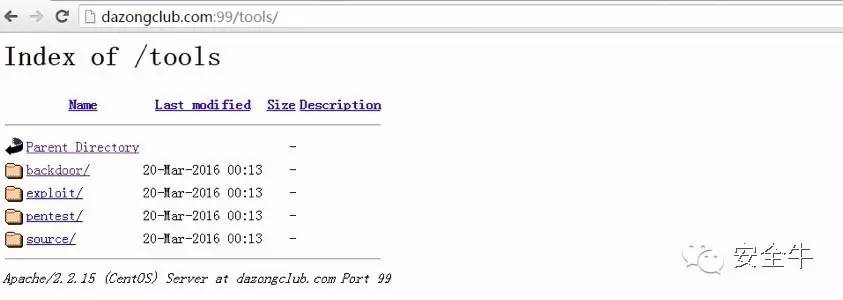 dazongclub.com:99/tools/
Index of /tools
Name Last modified Size Description
Parent Directory -
backdoor/ 20-Mar-2016 00:13 -
exploit/ 20-Mar-2016 00:13 -
pentest/ 20-Mar-2016 00:13 -
source/ 20-Mar-2016 00:13 -
安全牛
Apache/2.2.15 (CentOS) Server at dazongclub.com Port 99